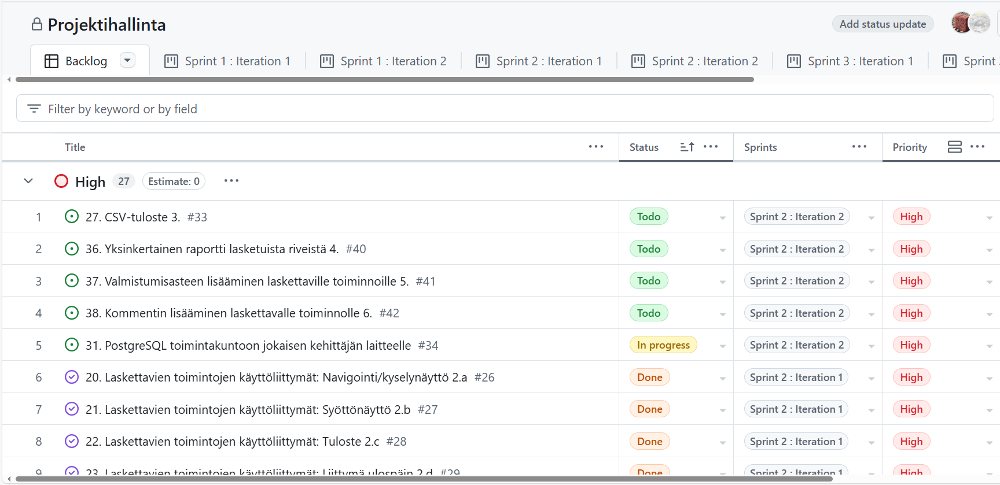 Projektihallinta
Add status update
Backlog
Sprint 1 : Iteration 1
Sprint 1 : Iteration 2
Sprint 2 : Iteration 1
Sprint 2 : Iteration 2
Sprint 3 : Iteration 1
Sprint
Filter by keyword or by field
Title Status Sprints Priority
High 27 Estimate: 0
1 27. CSV-tuloste 3. #33 Todo Sprint 2 : Iteration 2 High
2 36. Yksinkertainen raportti lasketuista riveistä 4. #40 Todo Sprint 2 : Iteration 2 High
3 37. Valmistumisasteen lisääminen laskettaville toiminnoille 5. #41 Todo Sprint 2 : Iteration 2 High
4 38. Kommentin lisääminen laskettavalle toiminnolle 6. #42 Todo Sprint 2 : Iteration 2 High
5 31. PostgreSQL toimintakuntoon jokaisen kehittäjän laitteelle #34 In progress Sprint 2 : Iteration 2 High
6 20. Laskettavien toimintojen käyttöliittymät: Navigointi/kyselynäyttö 2.a #26 Done Sprint 2 : Iteration 1 High
7 21. Laskettavien toimintojen käyttöliittymät: Syöttönäyttö 2.b #27 Done Sprint 2 : Iteration 1 High
8 22. Laskettavien toimintojen käyttöliittymät: Tuloste 2.c #28 Done Sprint 2 : Iteration 1 High
9 23. Laskettavien toimintojen käyttöliittymät: Liittymä ulospäin 2.d #29 Done Sprint 2 : Iteration 1 High